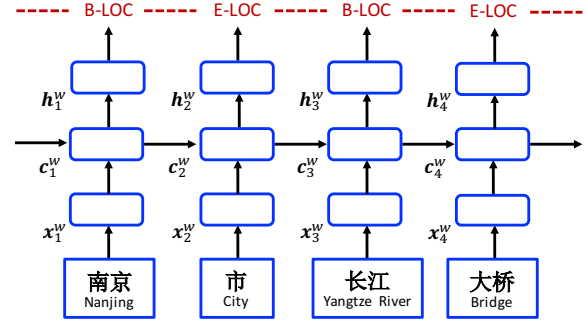 B-LOC E-LOC B-LOC E-LOC
h₁ʷ h₂ʷ h₃ʷ h₄ʷ
c₁ʷ c₂ʷ c₃ʷ c₄ʷ
x₁ʷ x₂ʷ x₃ʷ x₄ʷ
南京 市 长江 大桥
Nanjing City Yangtze River Bridge